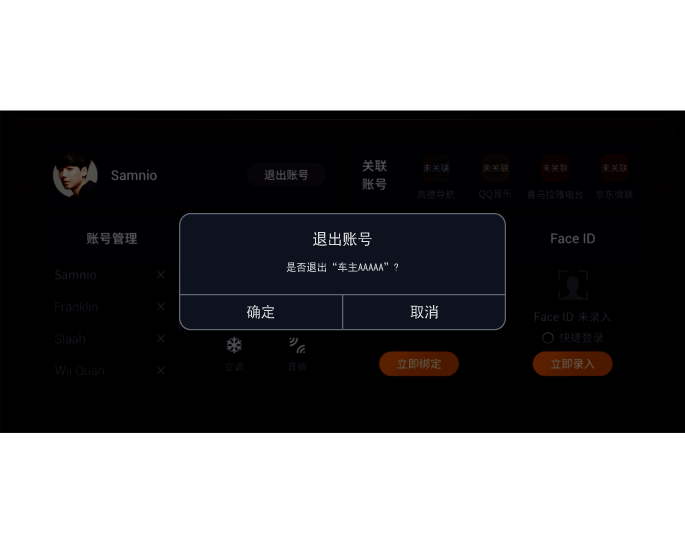 Samnio
退出账号
关联
账号
未关联
未关联
未关联
未关联
高德导航
QQ音乐
喜马拉雅电台
京东微联
账号管理
Face ID
退出账号
是否退出“车主AAAAA”?
确定
取消
Samnio
Franklin
Slaah
Wii Quan
空调
音效
立即绑定
Face ID 未录入
快捷登录
立即录入